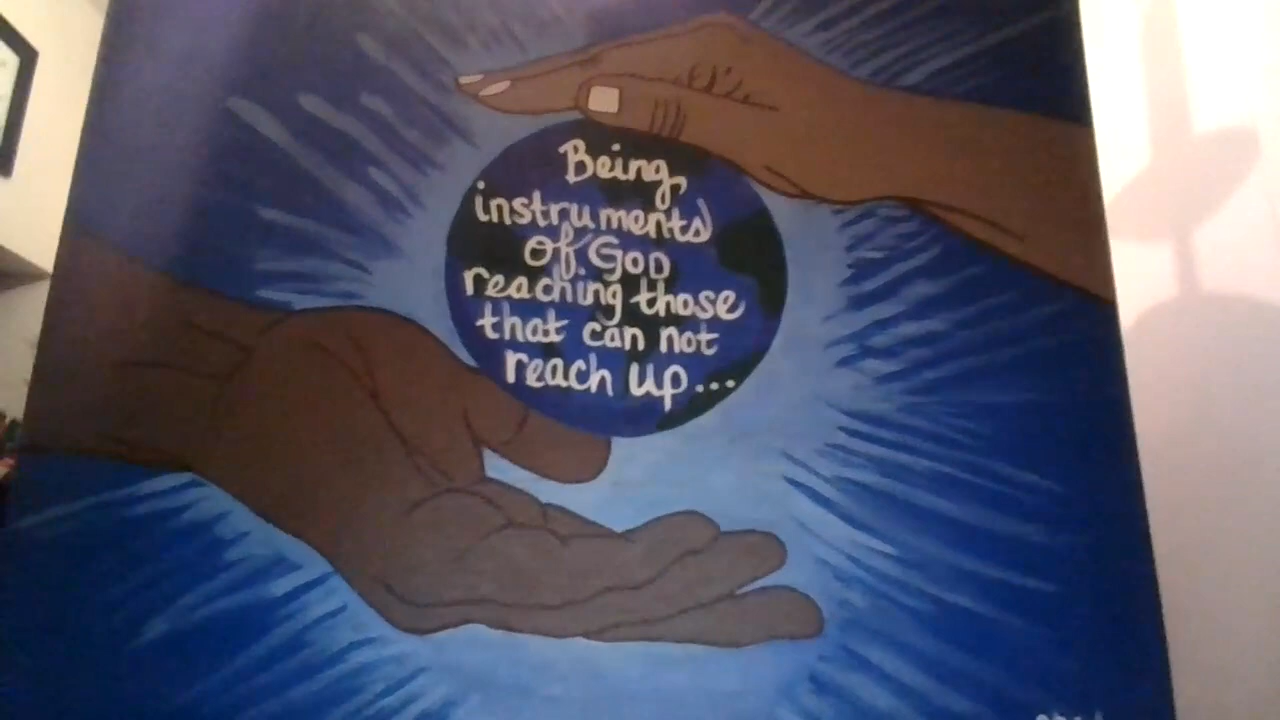 Being
instruments
of God
reaching those
that can not
reach up...